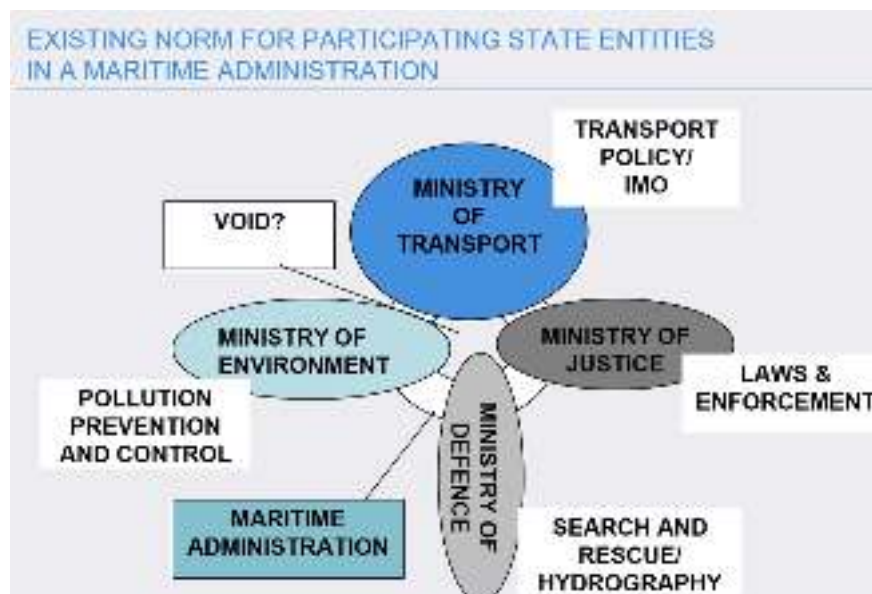 EXISTING NORM FOR PARTICIPATING STATE ENTITIES
IN A MARITIME ADMINISTRATION
TRANSPORT
POLICY/
IMO
MINISTRY
OF
TRANSPORT
VOID?
MINISTRY OF
ENVIRONMENT
MINISTRY OF
JUSTICE
LAWS &
ENFORCEMENT
POLLUTION
PREVENTION
AND CONTROL
MINISTRY OF
DEFENCE
MARITIME
ADMINISTRATION
SEARCH AND
RESCUE/
HYDROGRAPHY